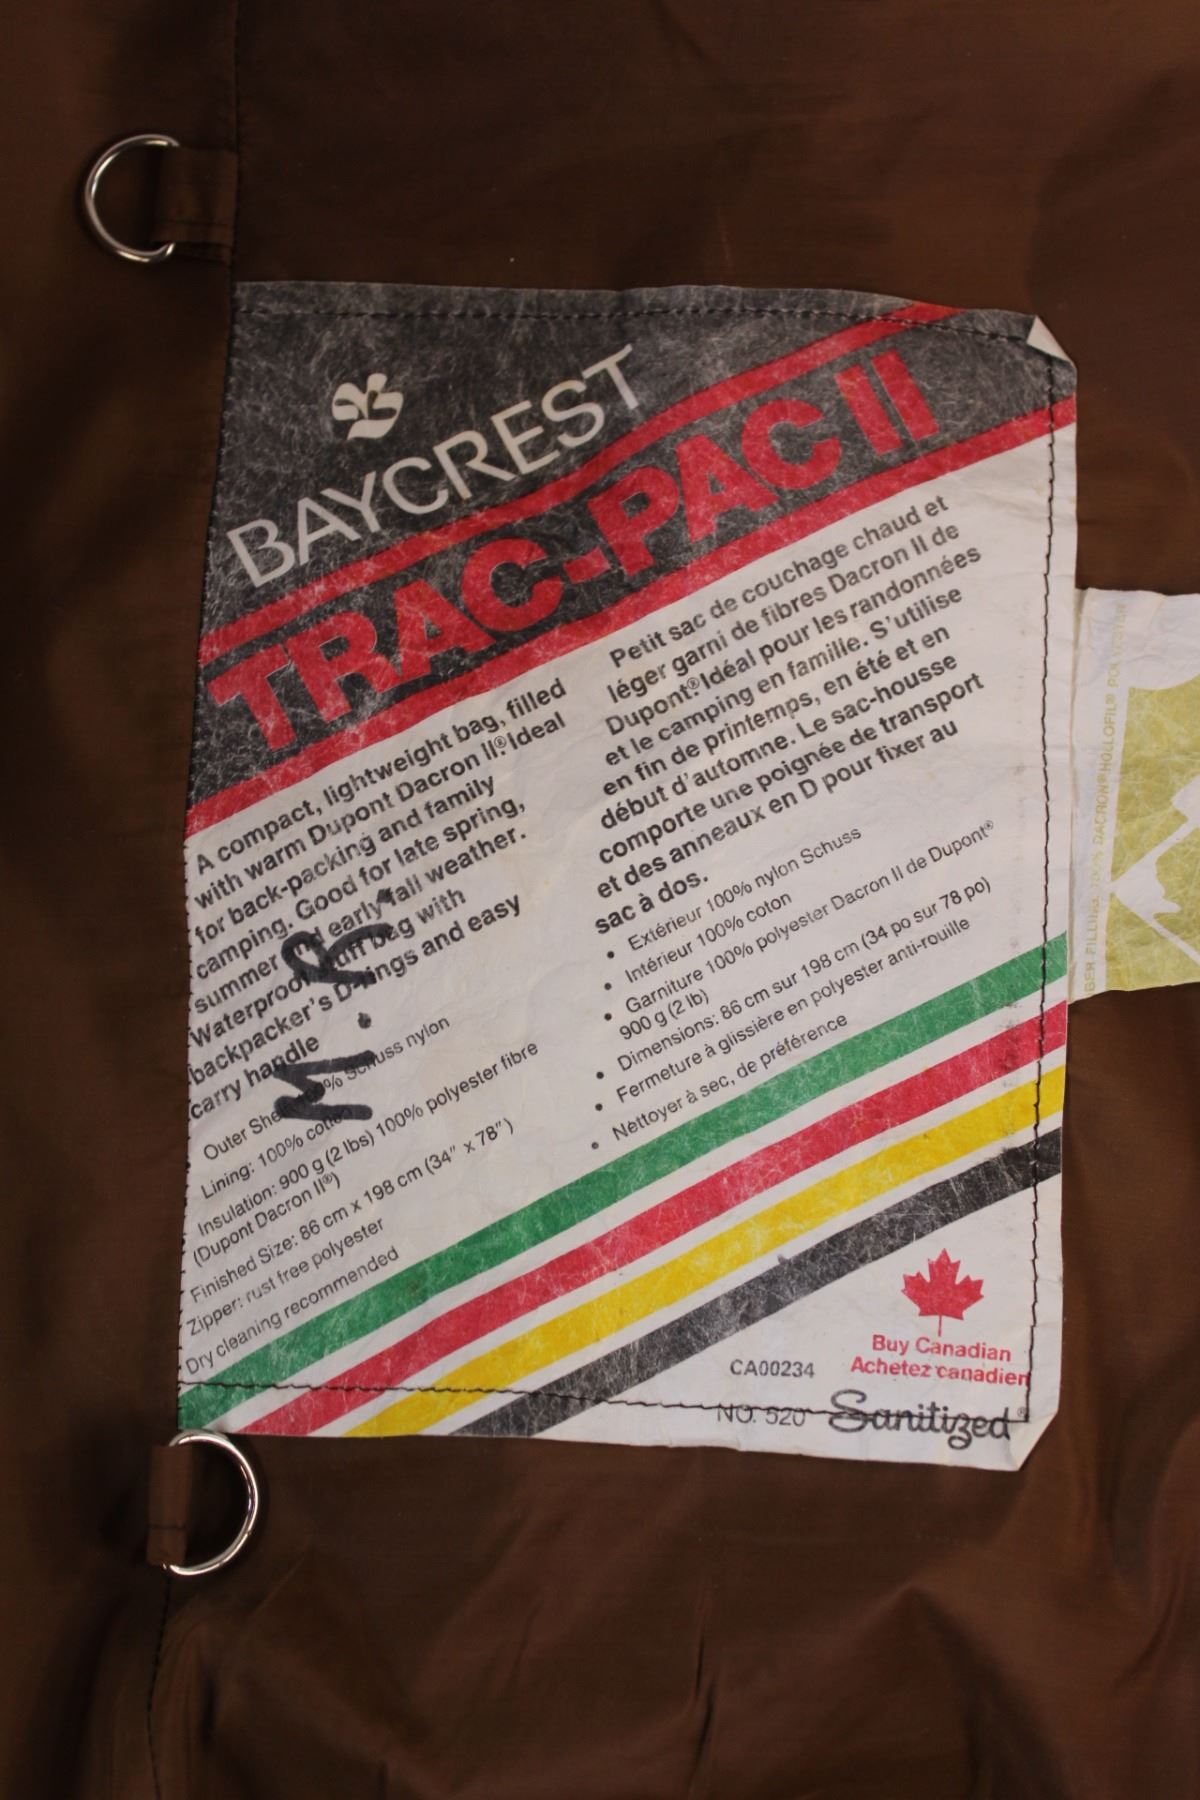 BAYCREST
TRAC-PAC II
A compact, lightweight bag, filled
with warm Dupont Dacron II® Ideal
for back-packing and family
camping. Good for late spring,
summer and early fall weather.
Waterproof stuff bag with
backpacker's D-rings and easy
carry handle
M. B
% Schuss nylon
Lining: 100% cotton
Insulation: 900 g (2 lbs) 100% polyester fibre
(Dupont Dacron II®)
Finished Size: 86 cm x 198 cm (34" x 78")
Zipper: rust free polyester
Dry cleaning recommended
Petit sac de couchage chaud et
léger garni de fibres Dacron II de
Dupont® Idéal pour les randonnées
et le camping en famille. S'utilise
en fin de printemps, en été et en
début d'automne. Le sac-housse
comporte une poignée de transport
et des anneaux en D pour fixer au
sac à dos.
• Extérieur 100% nylon Schuss
• Intérieur 100% coton
• Garniture 100% polyester Dacron II de Dupont®
900 g (2 lb)
• Dimensions: 86 cm sur 198 cm (34 po sur 78 po)
• Fermeture à glissière en polyester anti-rouille
• Nettoyer à sec, de préférence
Buy Canadian
Achetez canadien
CA00234
NO. 520
Sanitized®
FILLING: 100% DACRON® HOLLOFIL®